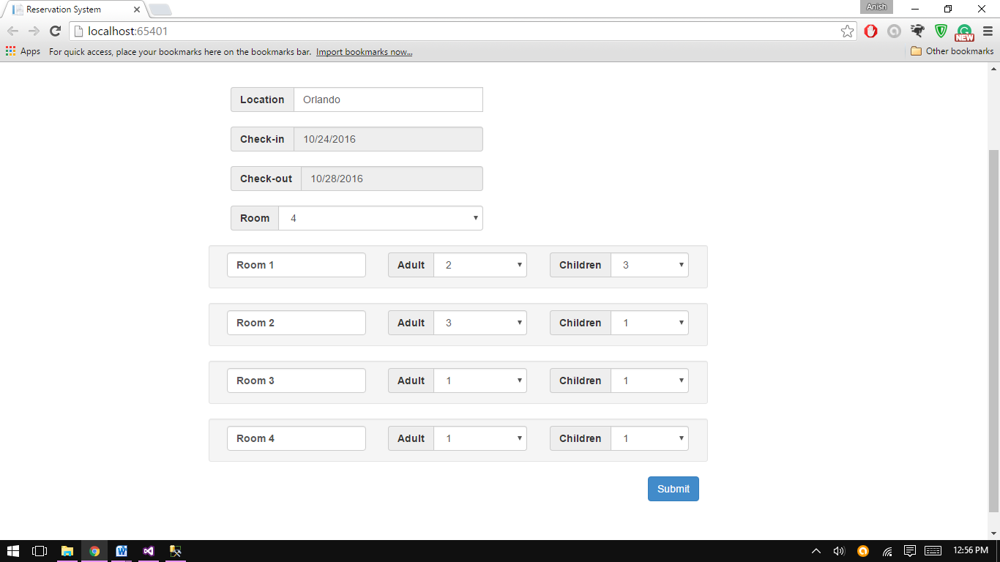 Reservation System
Anish
localhost:65401
NEW
Apps For quick access, place your bookmarks here on the bookmarks bar. Import bookmarks now... Other bookmarks
Location Orlando
Check-in 10/24/2016
Check-out 10/28/2016
Room 4
Room 1 Adult 2 Children 3
Room 2 Adult 3 Children 1
Room 3 Adult 1 Children 1
Room 4 Adult 1 Children 1
Submit
12:56 PM